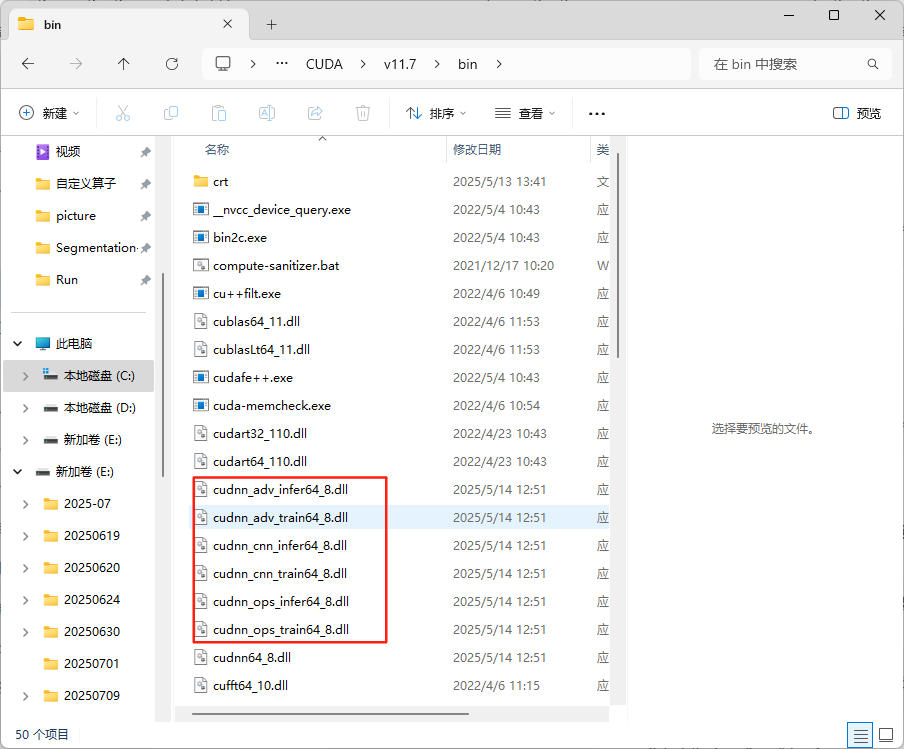 bin
CUDA
v11.7
bin
在 bin 中搜索
新建
排序
查看
预览
视频
自定义算子
picture
Segmentation
Run
此电脑
本地磁盘 (C:)
本地磁盘 (D:)
新加卷 (E:)
新加卷 (E:)
2025-07
20250619
20250620
20250624
20250630
20250701
20250709
名称 修改日期 类
crt 2025/5/13 13:41 文
__nvcc_device_query.exe 2022/5/4 10:43 应
bin2c.exe 2022/5/4 10:43 应
compute-sanitizer.bat 2021/12/17 10:20 W
cu++filt.exe 2022/4/6 10:49 应
cublas64_11.dll 2022/4/6 11:53 应
cublasLt64_11.dll 2022/4/6 11:53 应
cudafe++.exe 2022/5/4 10:43 应
cuda-memcheck.exe 2022/4/6 10:54 应
cudart32_110.dll 2022/4/23 10:43 应
cudart64_110.dll 2022/4/23 10:43 应
cudnn_adv_infer64_8.dll 2025/5/14 12:51 应
cudnn_adv_train64_8.dll 2025/5/14 12:51 应
cudnn_cnn_infer64_8.dll 2025/5/14 12:51 应
cudnn_cnn_train64_8.dll 2025/5/14 12:51 应
cudnn_ops_infer64_8.dll 2025/5/14 12:51 应
cudnn_ops_train64_8.dll 2025/5/14 12:51 应
cudnn64_8.dll 2025/5/14 12:51 应
cufft64_10.dll 2022/4/6 11:15 应
选择要预览的文件。
50 个项目